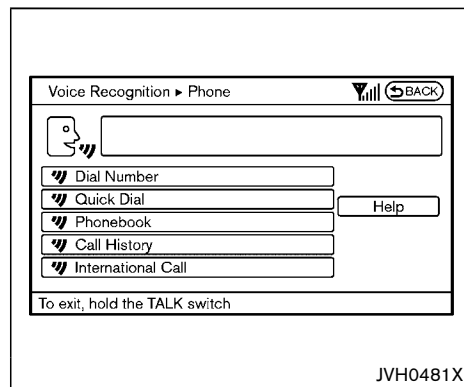 Voice Recognition ▸ Phone BACK
Dial Number
Quick Dial
Help
Phonebook
Call History
International Call
To exit, hold the TALK switch
JVH0481X